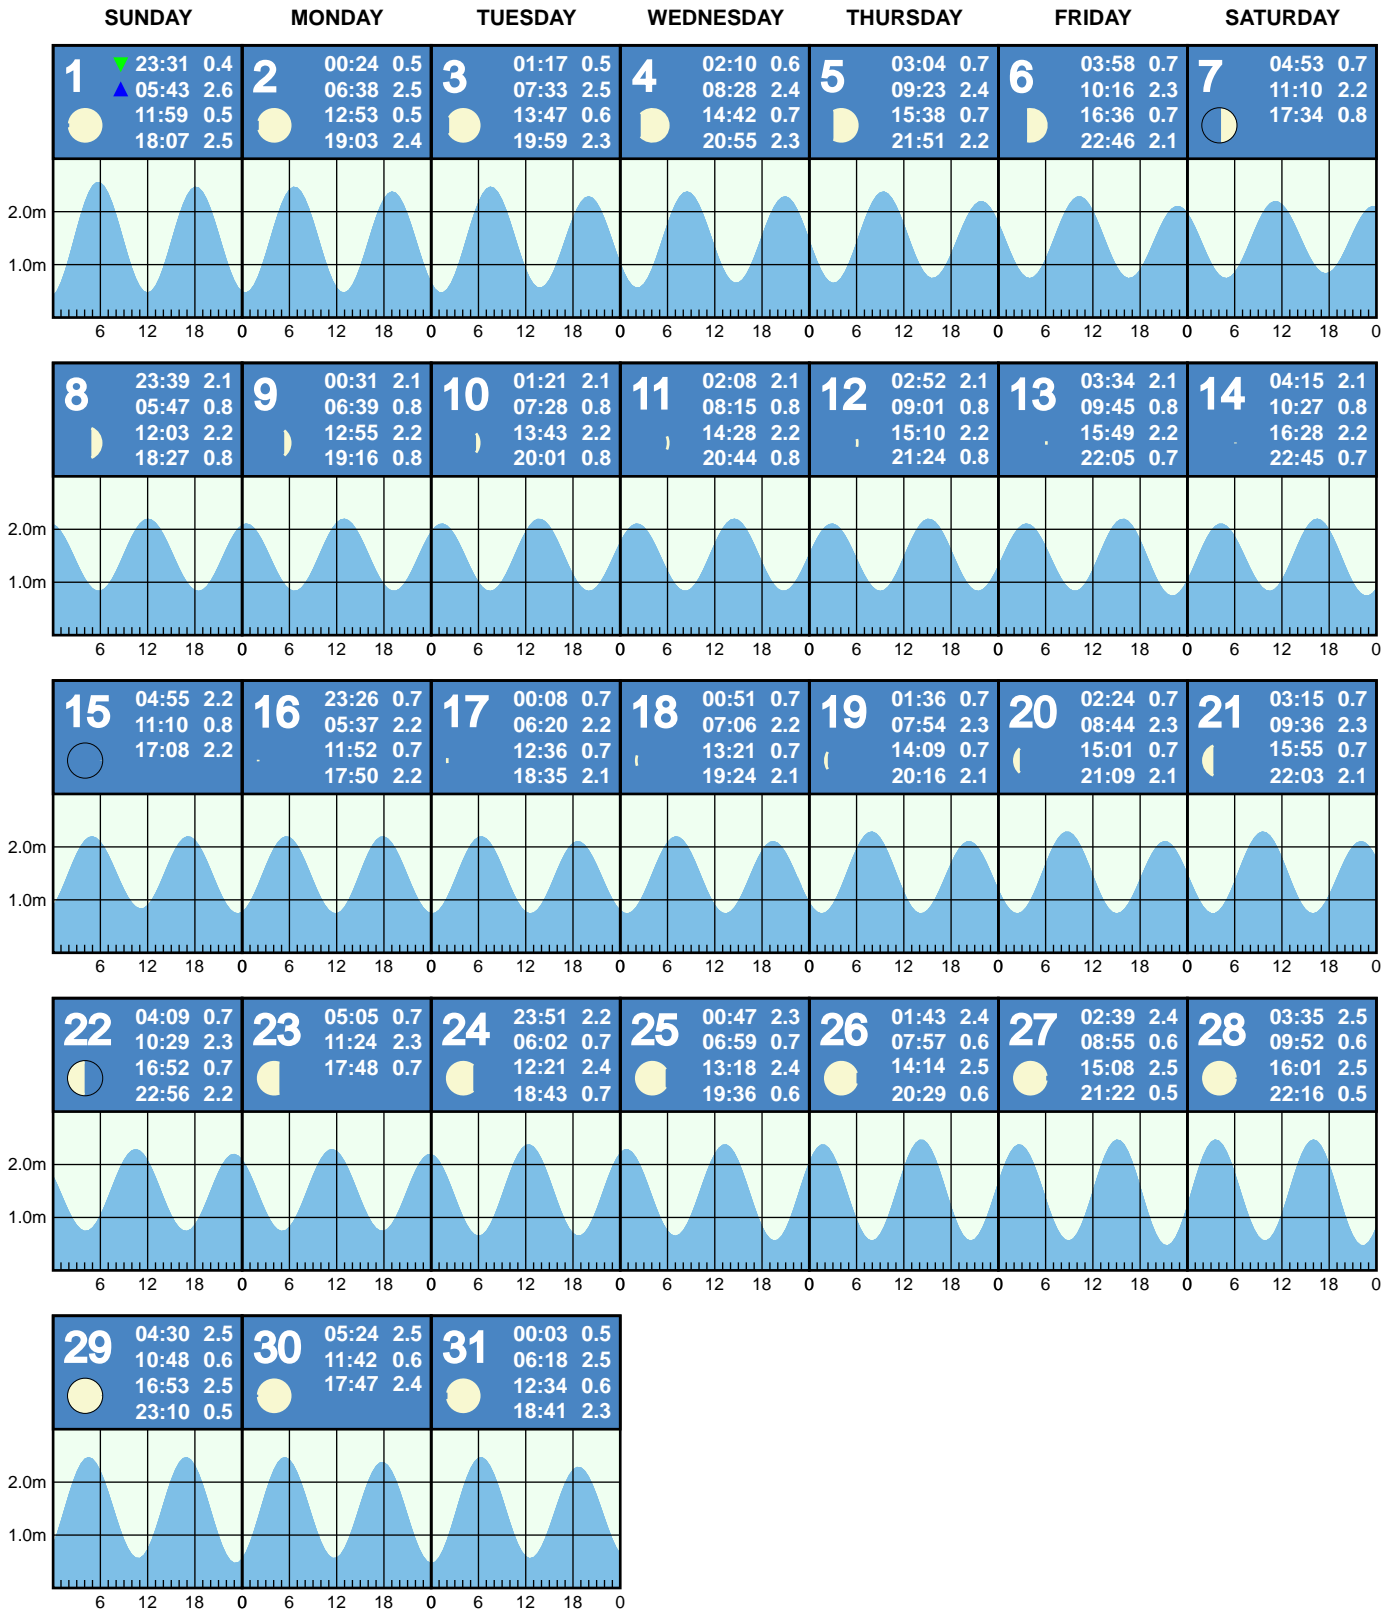 SUNDAY MONDAY TUESDAY WEDNESDAY THURSDAY FRIDAY SATURDAY
1 23:31 0.4
05:43 2.6
11:59 0.5
18:07 2.5
2 00:24 0.5
06:38 2.5
12:53 0.5
19:03 2.4
3 01:17 0.5
07:33 2.5
13:47 0.6
19:59 2.3
4 02:10 0.6
08:28 2.4
14:42 0.7
20:55 2.3
5 03:04 0.7
09:23 2.4
15:38 0.7
21:51 2.2
6 03:58 0.7
10:16 2.3
16:36 0.7
22:46 2.1
7 04:53 0.7
11:10 2.2
17:34 0.8
2.0m
1.0m
6 12 18 0 6 12 18 0 6 12 18 0 6 12 18 0 6 12 18 0 6 12 18 0 6 12 18 0
8 23:39 2.1
05:47 0.8
12:03 2.2
18:27 0.8
9 00:31 2.1
06:39 0.8
12:55 2.2
19:16 0.8
10 01:21 2.1
07:28 0.8
13:43 2.2
20:01 0.8
11 02:08 2.1
08:15 0.8
14:28 2.2
20:44 0.8
12 02:52 2.1
09:01 0.8
15:10 2.2
21:24 0.8
13 03:34 2.1
09:45 0.8
15:49 2.2
22:05 0.7
14 04:15 2.1
10:27 0.8
16:28 2.2
22:45 0.7
2.0m
1.0m
6 12 18 0 6 12 18 0 6 12 18 0 6 12 18 0 6 12 18 0 6 12 18 0 6 12 18 0
15 04:55 2.2
11:10 0.8
17:08 2.2
16 23:26 0.7
05:37 2.2
11:52 0.7
17:50 2.2
17 00:08 0.7
06:20 2.2
12:36 0.7
18:35 2.1
18 00:51 0.7
07:06 2.2
13:21 0.7
19:24 2.1
19 01:36 0.7
07:54 2.3
14:09 0.7
20:16 2.1
20 02:24 0.7
08:44 2.3
15:01 0.7
21:09 2.1
21 03:15 0.7
09:36 2.3
15:55 0.7
22:03 2.1
2.0m
1.0m
6 12 18 0 6 12 18 0 6 12 18 0 6 12 18 0 6 12 18 0 6 12 18 0 6 12 18 0
22 04:09 0.7
10:29 2.3
16:52 0.7
22:56 2.2
23 05:05 0.7
11:24 2.3
17:48 0.7
24 23:51 2.2
06:02 0.7
12:21 2.4
18:43 0.7
25 00:47 2.3
06:59 0.7
13:18 2.4
19:36 0.6
26 01:43 2.4
07:57 0.6
14:14 2.5
20:29 0.6
27 02:39 2.4
08:55 0.6
15:08 2.5
21:22 0.5
28 03:35 2.5
09:52 0.6
16:01 2.5
22:16 0.5
2.0m
1.0m
6 12 18 0 6 12 18 0 6 12 18 0 6 12 18 0 6 12 18 0 6 12 18 0 6 12 18 0
29 04:30 2.5
10:48 0.6
16:53 2.5
23:10 0.5
30 05:24 2.5
11:42 0.6
17:47 2.4
31 00:03 0.5
06:18 2.5
12:34 0.6
18:41 2.3
2.0m
1.0m
6 12 18 0 6 12 18 0 6 12 18 0